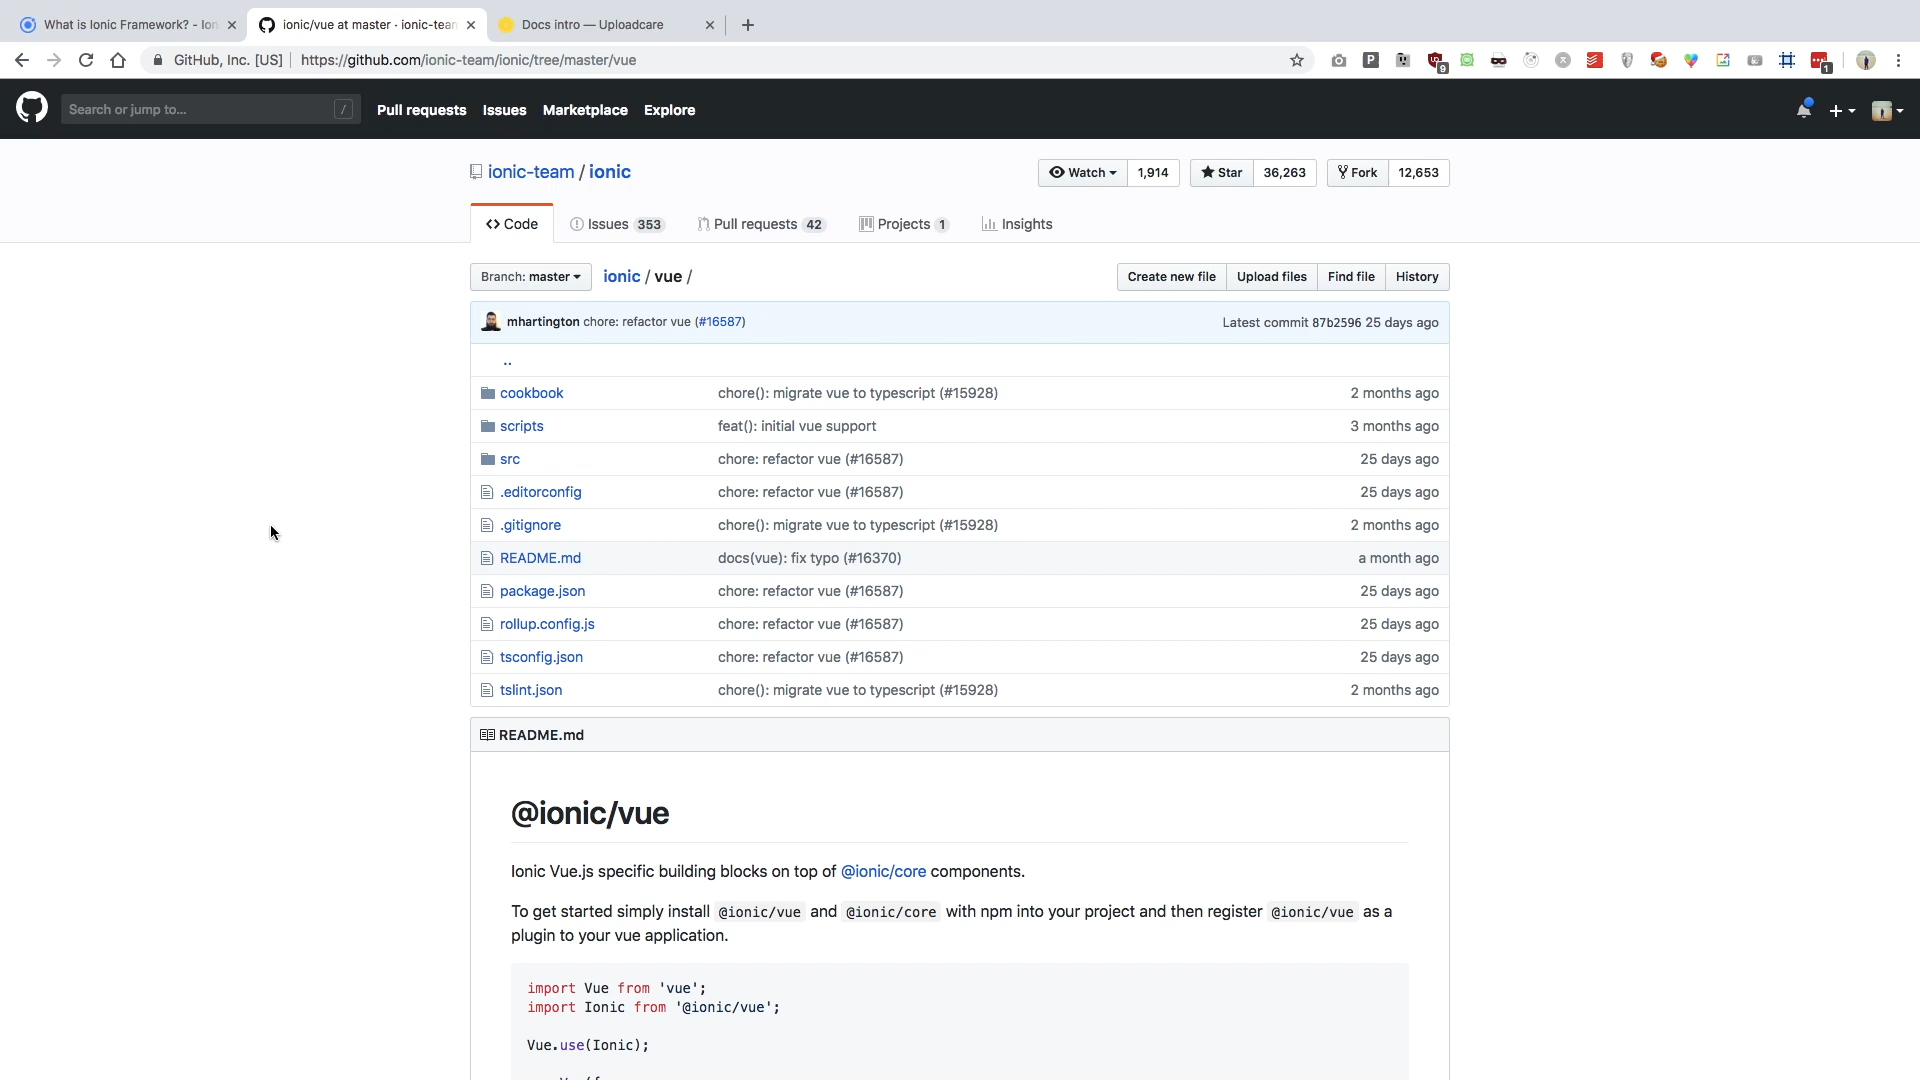 What is Ionic Framework? - Ion
ionic/vue at master · ionic-tean
Docs intro — Uploadcare
GitHub, Inc. [US] https://github.com/ionic-team/ionic/tree/master/vue
P
9
1
Search or jump to... /
Pull requests Issues Marketplace Explore
ionic-team / ionic
Watch 1,914 Star 36,263 Fork 12,653
Code Issues 353 Pull requests 42 Projects 1 Insights
Branch: master ionic / vue / Create new file Upload files Find file History
mhartington chore: refactor vue (#16587) Latest commit 87b2596 25 days ago
..
cookbook chore(): migrate vue to typescript (#15928) 2 months ago
scripts feat(): initial vue support 3 months ago
src chore: refactor vue (#16587) 25 days ago
.editorconfig chore: refactor vue (#16587) 25 days ago
.gitignore chore(): migrate vue to typescript (#15928) 2 months ago
README.md docs(vue): fix typo (#16370) a month ago
package.json chore: refactor vue (#16587) 25 days ago
rollup.config.js chore: refactor vue (#16587) 25 days ago
tsconfig.json chore: refactor vue (#16587) 25 days ago
tslint.json chore(): migrate vue to typescript (#15928) 2 months ago
README.md
@ionic/vue
Ionic Vue.js specific building blocks on top of @ionic/core components.
To get started simply install @ionic/vue and @ionic/core with npm into your project and then register @ionic/vue as a
plugin to your vue application.
import Vue from 'vue';
import Ionic from '@ionic/vue';
Vue.use(Ionic);